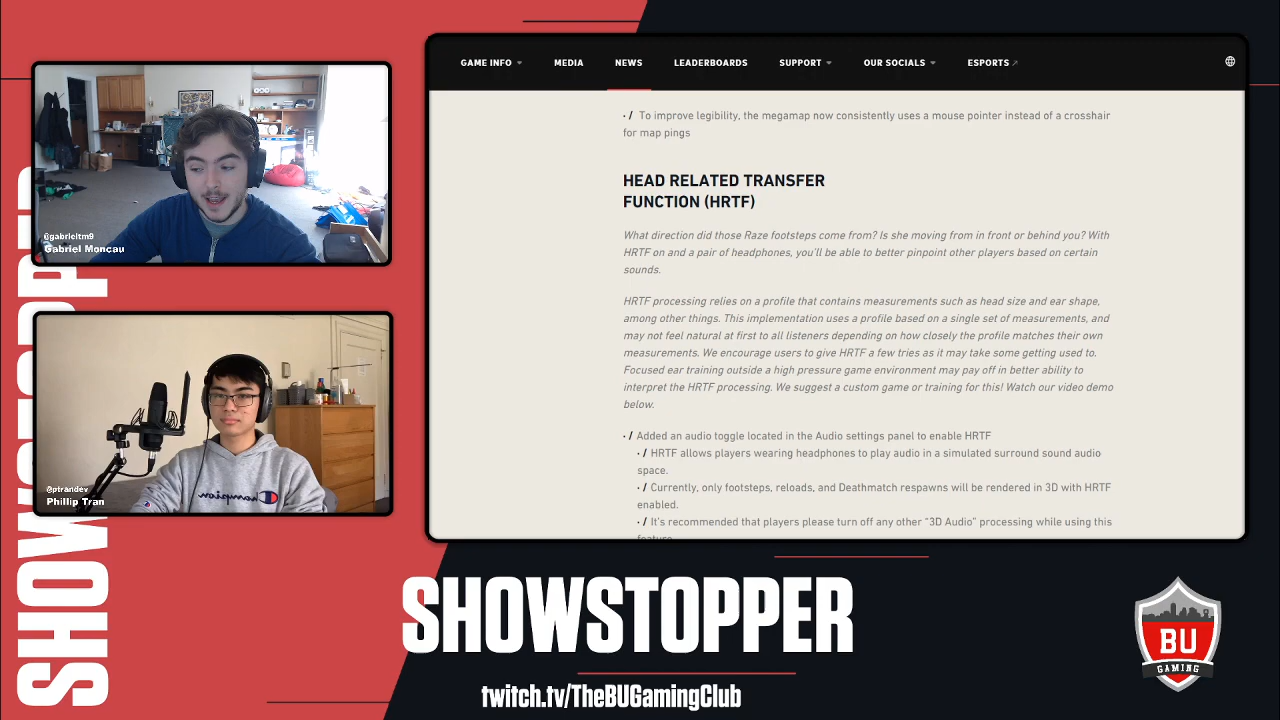 GAME INFO
MEDIA
NEWS
LEADERBOARDS
SUPPORT
OUR SOCIALS
ESPORTS
· / To improve legibility, the megamap now consistently uses a mouse pointer instead of a crosshair
for map pings
HEAD RELATED TRANSFER
FUNCTION (HRTF)
What direction did those Raze footsteps come from? Is she moving from in front or behind you? With
HRTF on and a pair of headphones, you'll be able to better pinpoint other players based on certain
sounds.
HRTF processing relies on a profile that contains measurements such as head size and ear shape,
among other things. This implementation uses a profile based on a single set of measurements, and
may not feel natural at first to all listeners depending on how closely the profile matches their own
measurements. We encourage users to give HRTF a few tries as it may take some getting used to.
Focused ear training outside a high pressure game environment may pay off in better ability to
interpret the HRTF processing. We suggest a custom game or training for this! Watch our video demo
below.
· / Added an audio toggle located in the Audio settings panel to enable HRTF
· / HRTF allows players wearing headphones to play audio in a simulated surround sound audio
space.
· / Currently, only footsteps, reloads, and Deathmatch respawns will be rendered in 3D with HRTF
enabled.
· / It's recommended that players please turn off any other "3D Audio" processing while using this
feature.
@gabrieltm9
Gabriel Moncau
@ptrandev
Phillip Tran
Champion
SHOWSTOPPER
SHOWSTOPPER
twitch.tv/TheBUGamingClub
BU
GAMING